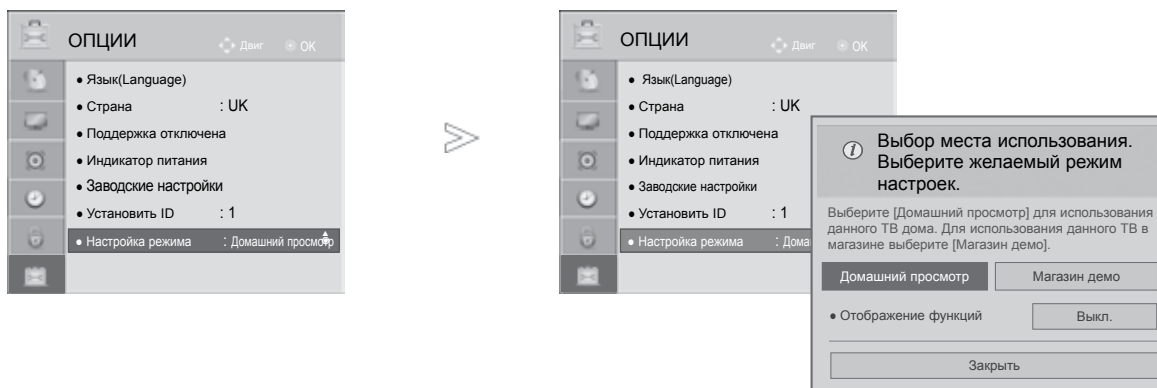 ОПЦИИ
Двиг
OK
• Язык(Language)
• Страна : UK
• Поддержка отключена
• Индикатор питания
• Заводские настройки
• Установить ID : 1
• Настройка режима : Домашний просмотр
ОПЦИИ
Двиг
OK
• Язык(Language)
• Страна : UK
• Поддержка отключена
• Индикатор питания
• Заводские настройки
• Установить ID : 1
• Настройка режима : Дома
Выбор места использования.
Выберите желаемый режим
настроек.
Выберите [Домашний просмотр] для использования
данного ТВ дома. Для использования данного ТВ в
магазине выберите [Магазин демо].
Домашний просмотр
Магазин демо
• Отображение функций
Выкл.
Закрыть